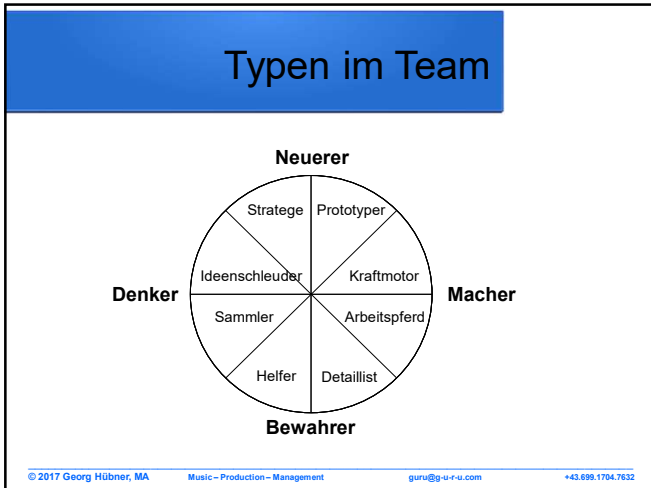 Typen im Team
Neuerer
Stratege Prototyper
Ideenschleuder Kraftmotor
Denker Macher
Sammler Arbeitspferd
Helfer Detaillist
Bewahrer
© 2017 Georg Hübner, MA Music – Production – Management guru@g-u-r-u.com +43.699.1704.7632